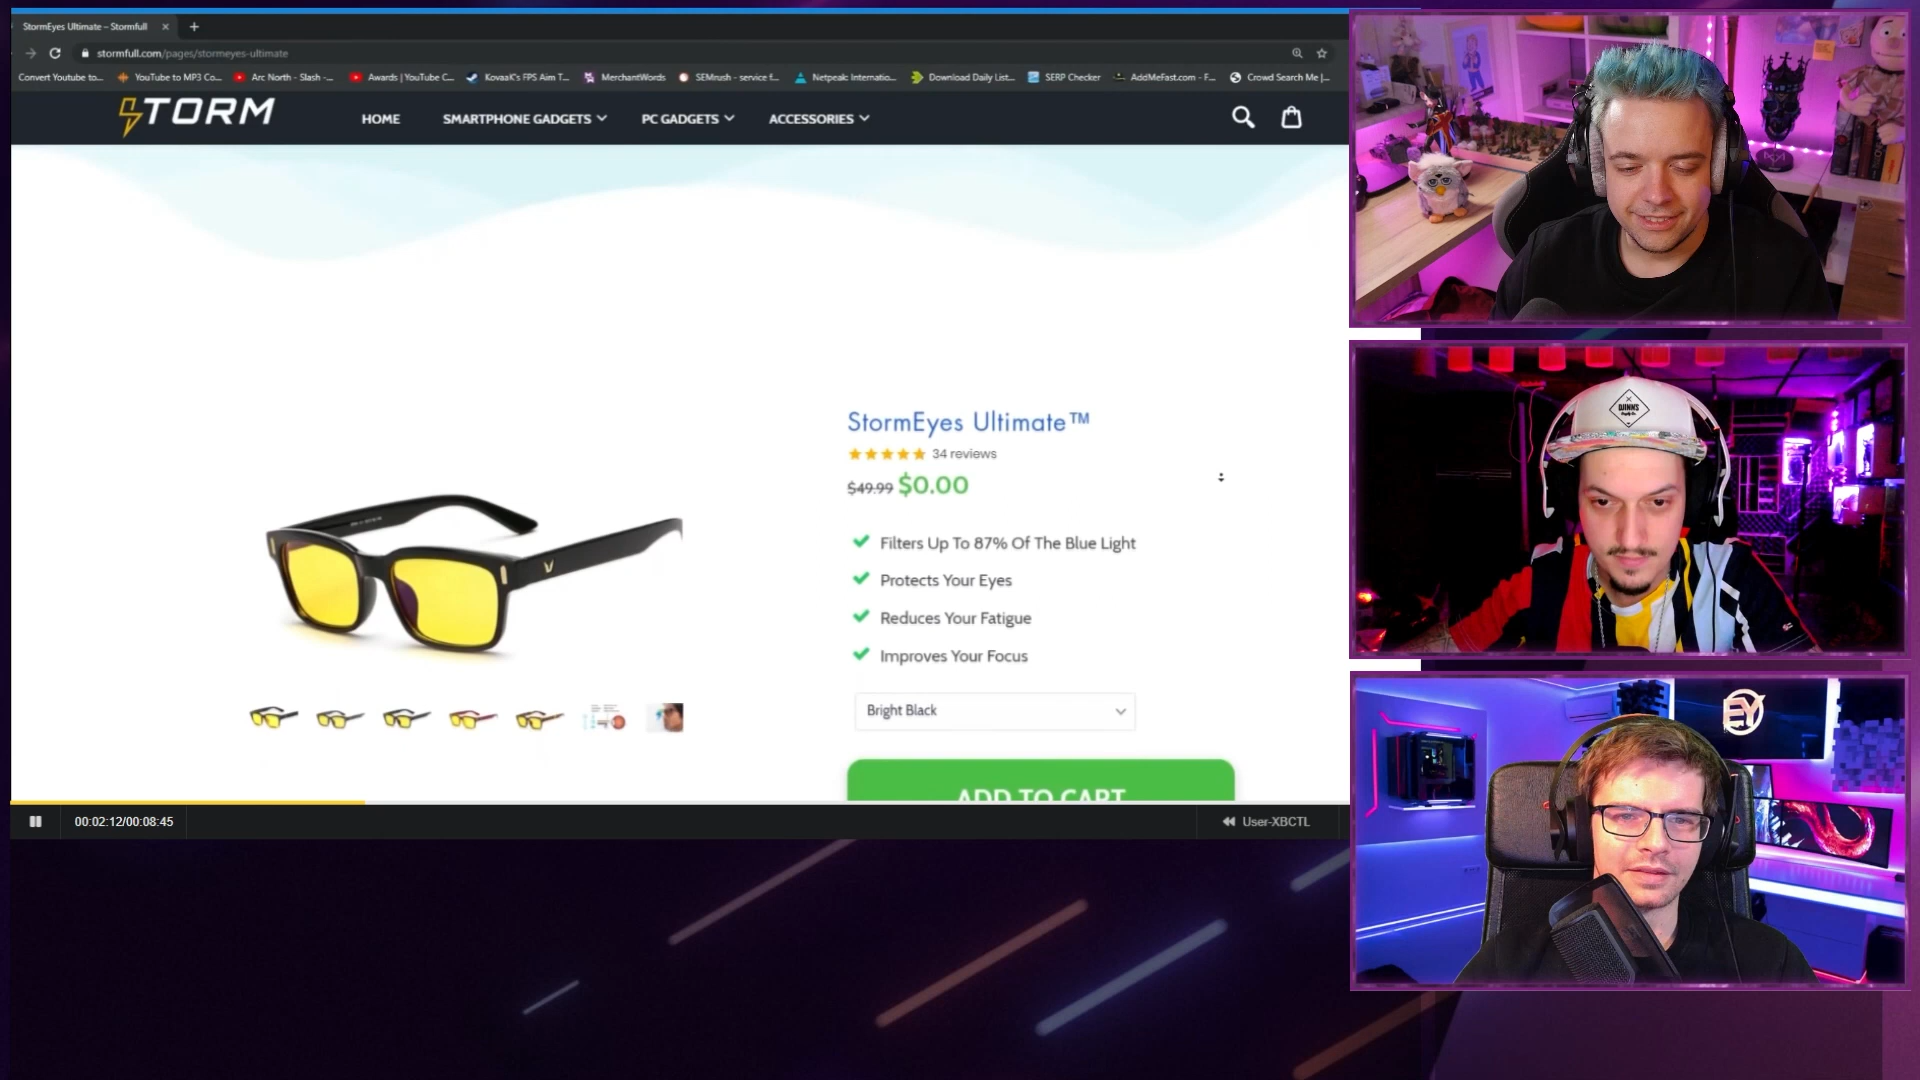 StormEyes Ultimate – Stormfull
stormfull.com/pages/stormeyes-ultimate
Convert Youtube to... YouTube to MP3 Co... Arc North - Slash -... Awards | YouTube C... KovaaK's FPS Aim T... MerchantWords SEMrush - service f... Netpeak: Internatio... Download Daily List... SERP Checker AddMeFast.com - F... Crowd Search Me |...
STORM
HOME SMARTPHONE GADGETS PC GADGETS ACCESSORIES
StormEyes Ultimate™
34 reviews
$49.99 $0.00
Filters Up To 87% Of The Blue Light
Protects Your Eyes
Reduces Your Fatigue
Improves Your Focus
Bright Black
ADD TO CART
00:02:12/00:08:45
User-XBCTL
DJINNS
EY